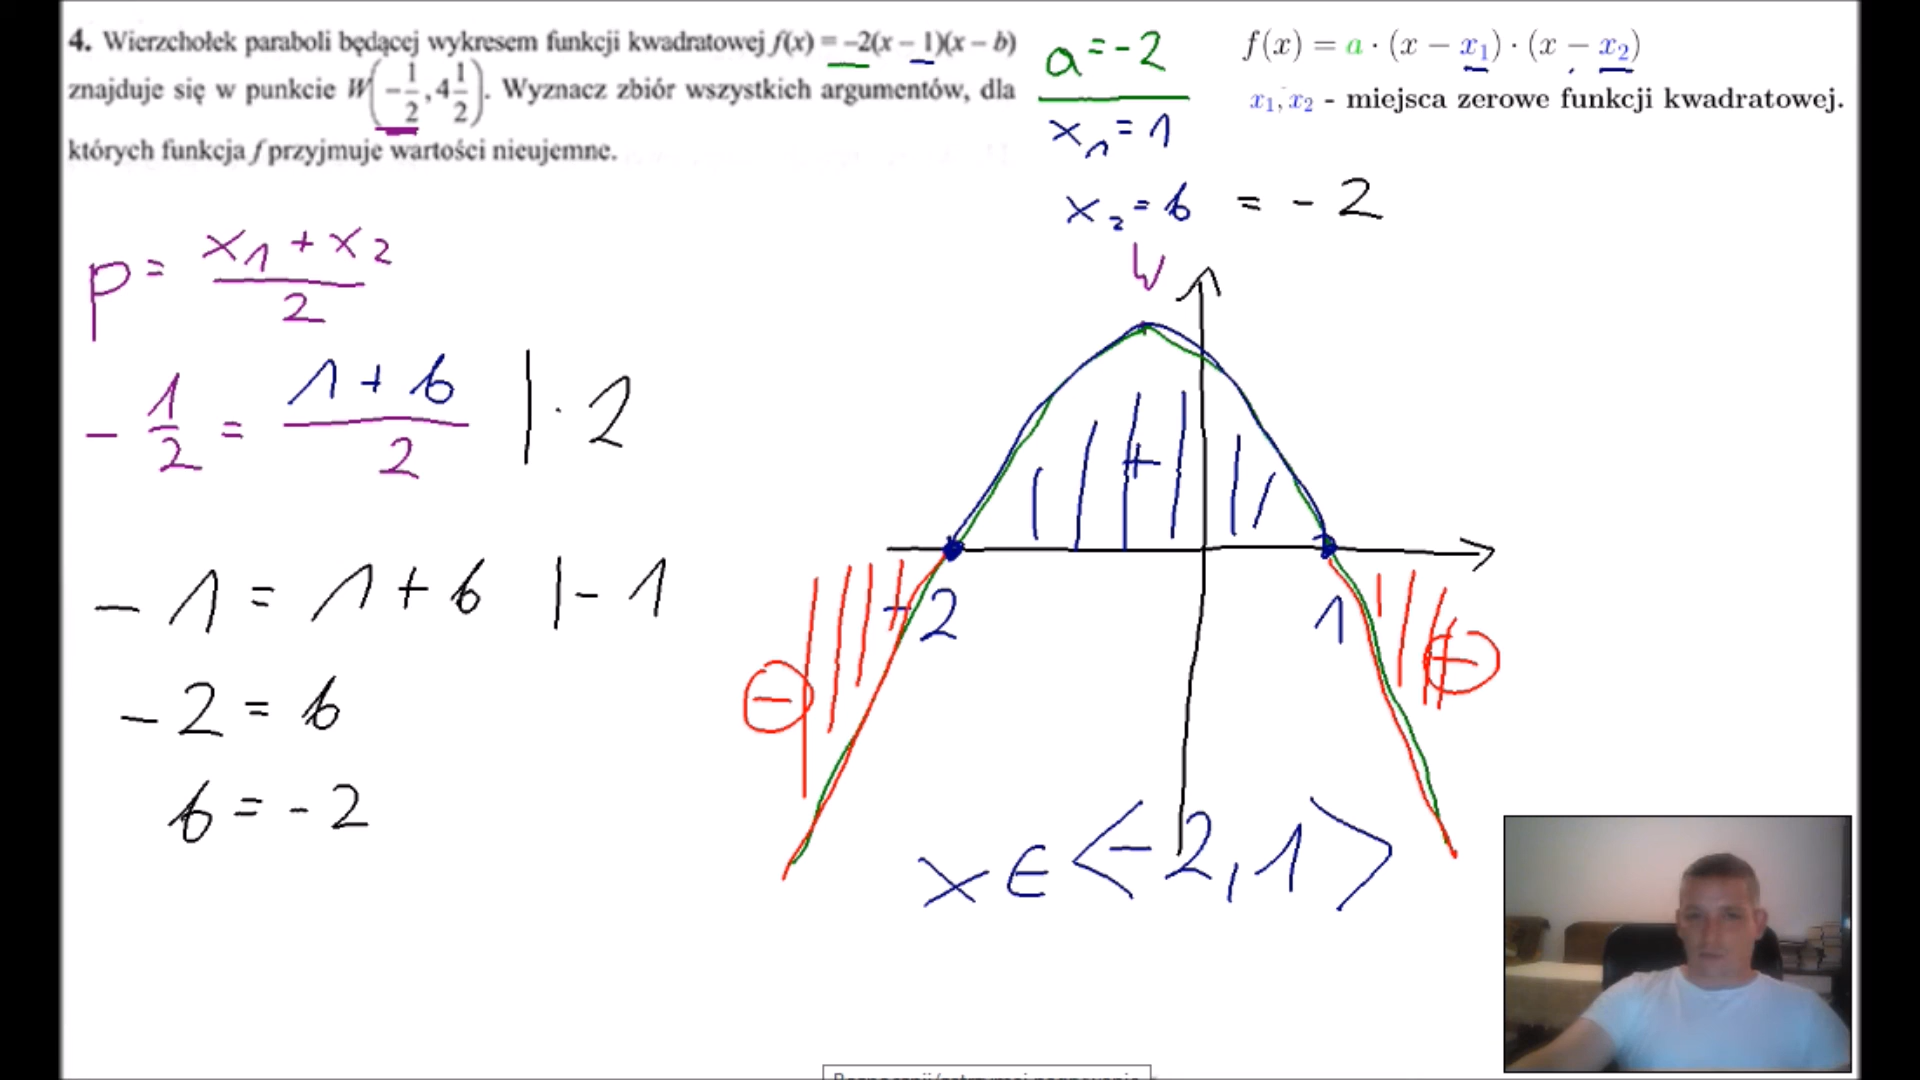 4. Wierzchołek paraboli będącej wykresem funkcji kwadratowej f(x) = −2(x − 1)(x − b)
znajduje się w punkcie W(−1/2, 4 1/2). Wyznacz zbiór wszystkich argumentów, dla
których funkcja f przyjmuje wartości nieujemne.
a = -2
x₁ = 1
x₂ = b = -2
f(x) = a · (x − x₁) · (x − x₂)
x₁, x₂ - miejsca zerowe funkcji kwadratowej.
p = (x₁ + x₂)/2
- 1/2 = (1 + b)/2 | · 2
- 1 = 1 + b | - 1
- 2 = b
b = - 2
W
+
-2
1
-
-
x ∈ <-2, 1>